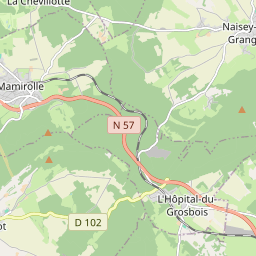 La Chevillotte
Naisey-
Grang
Mamirolle
N 57
L'Hôpital-du-
Grosbois
D 102
ot